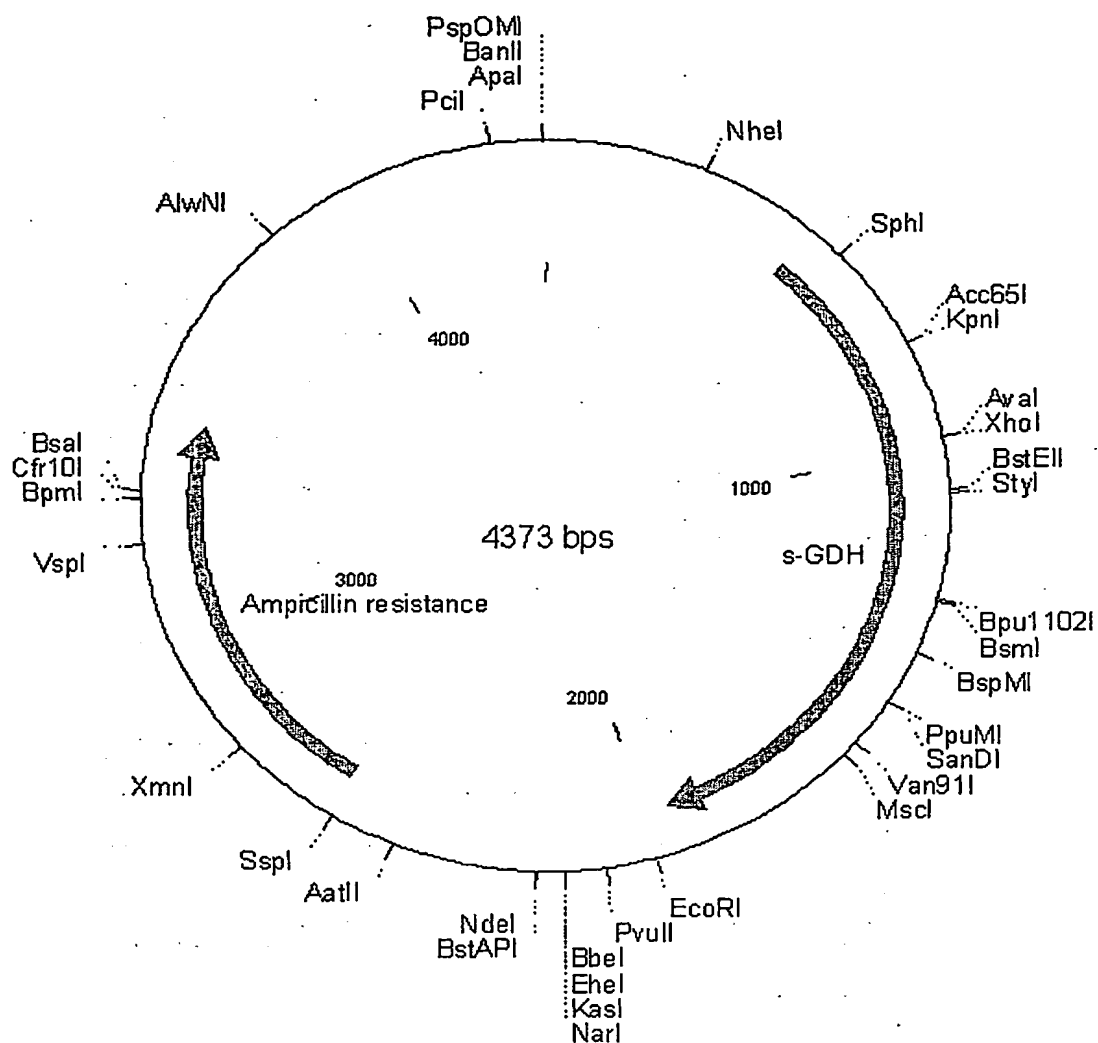 PspOMI
BanII
ApaI
PciI
NheI
AlwNI
SphI
Acc65I
KpnI
4000
AvaI
XhoI
BsaI
Cfr10I
BpmI
BstEII
StyI
1000
4373 bps
s-GDH
VspI
3000
Ampicillin resistance
Bpu1102I
BsmI
BspMI
2000
PpuMI
SanDI
Van91I
MscI
XmnI
SspI
AatII
EcoRI
NdeI
BstAPI
PvuII
BbeI
EheI
KasI
NarI